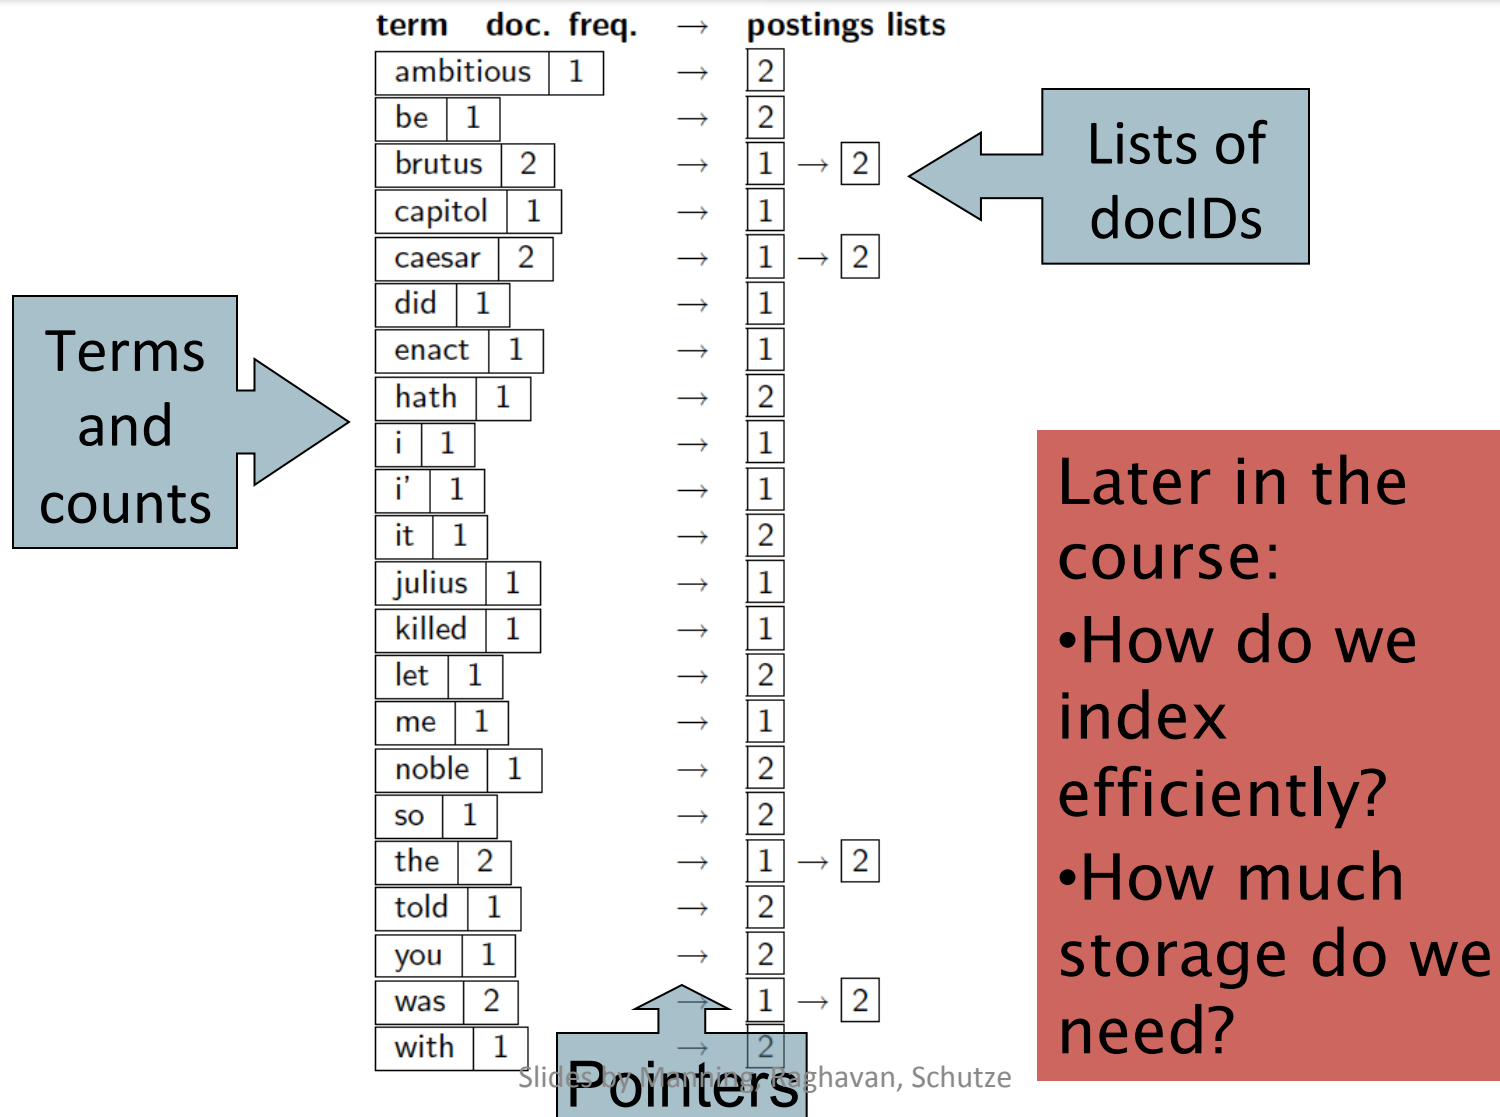 term doc. freq. → postings lists
ambitious 1 → 2
be 1 → 2
brutus 2 → 1 → 2
capitol 1 → 1
caesar 2 → 1 → 2
did 1 → 1
enact 1 → 1
hath 1 → 2
i 1 → 1
i' 1 → 1
it 1 → 2
julius 1 → 1
killed 1 → 1
let 1 → 2
me 1 → 1
noble 1 → 2
so 1 → 2
the 2 → 1 → 2
told 1 → 2
you 1 → 2
was 2 → 1 → 2
with 1 → 2
Terms
and
counts
Lists of
docIDs
Pointers
Later in the
course:
•How do we
index
efficiently?
•How much
storage do we
need?
Slides by Manning, Raghavan, Schutze